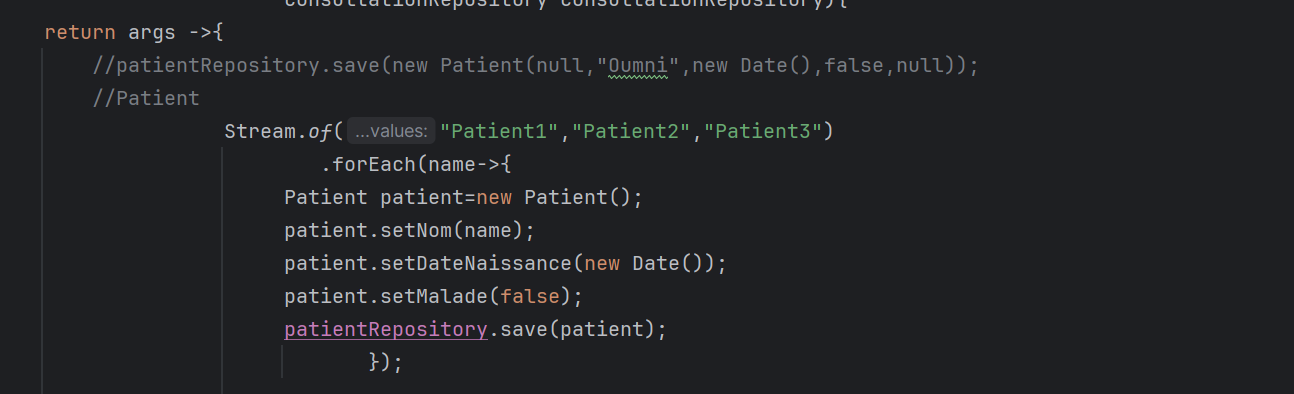 consultationRepository consultationRepository){
return args ->{
//patientRepository.save(new Patient(null,"Oumni",new Date(),false,null));
//Patient
Stream.of( ...values: "Patient1","Patient2","Patient3")
.forEach(name->{
Patient patient=new Patient();
patient.setNom(name);
patient.setDateNaissance(new Date());
patient.setMalade(false);
patientRepository.save(patient);
});